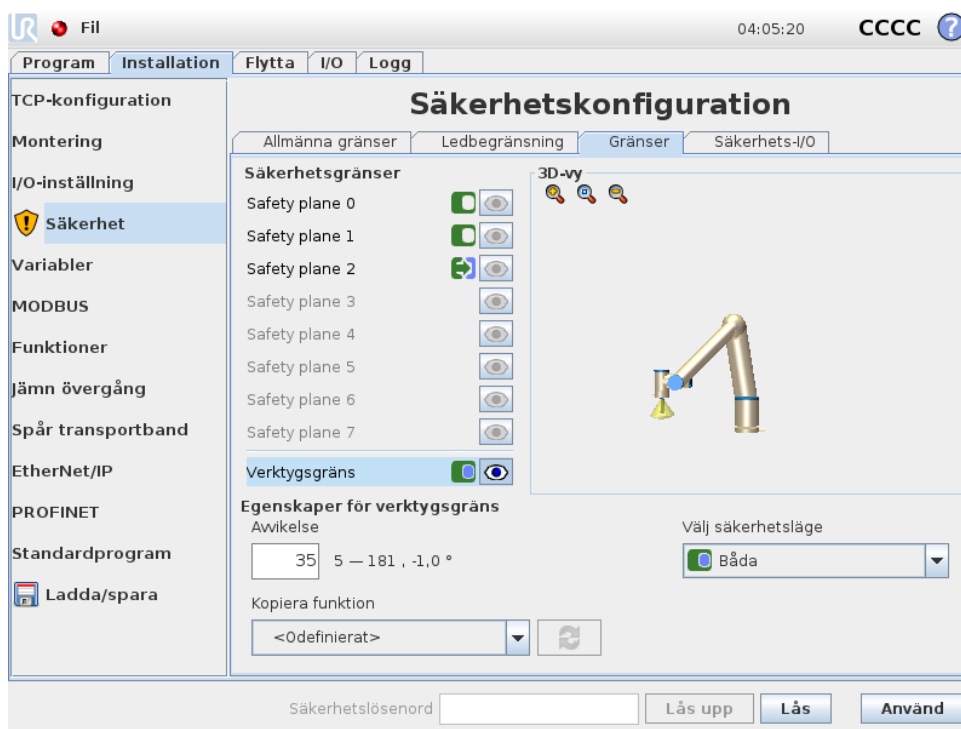 UR Fil 04:05:20 CCCC ?
Program Installation Flytta I/O Logg
TCP-konfiguration
Montering
I/O-inställning
Säkerhet
Variabler
MODBUS
Funktioner
Jämn övergång
Spår transportband
EtherNet/IP
PROFINET
Standardprogram
Ladda/spara
Säkerhetskonfiguration
Allmänna gränser Ledbegränsning Gränser Säkerhets-I/O
Säkerhetsgränser
Safety plane 0
Safety plane 1
Safety plane 2
Safety plane 3
Safety plane 4
Safety plane 5
Safety plane 6
Safety plane 7
Verktygsgräns
3D-vy
Egenskaper för verktygsgräns
Avvikelse
35 5 — 181 , -1,0 °
Välj säkerhetsläge
Båda
Kopiera funktion
<Odefinierat>
Säkerhetslösenord Lås upp Lås Använd